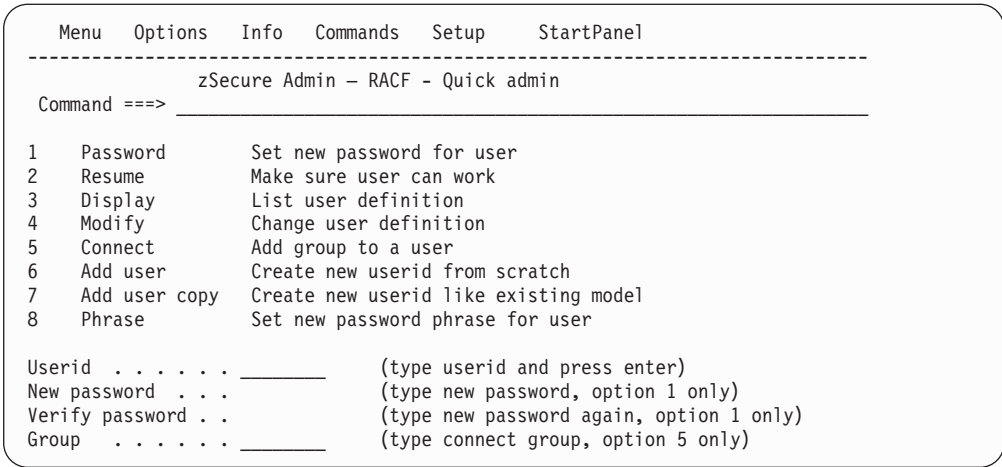 Menu Options Info Commands Setup StartPanel
-------------------------------------------------------------------------------
zSecure Admin – RACF - Quick admin
Command ===> _________________________________________________________________
1 Password Set new password for user
2 Resume Make sure user can work
3 Display List user definition
4 Modify Change user definition
5 Connect Add group to a user
6 Add user Create new userid from scratch
7 Add user copy Create new userid like existing model
8 Phrase Set new password phrase for user
Userid . . . . . . ________ (type userid and press enter)
New password . . . (type new password, option 1 only)
Verify password . . (type new password again, option 1 only)
Group . . . . . . ________ (type connect group, option 5 only)